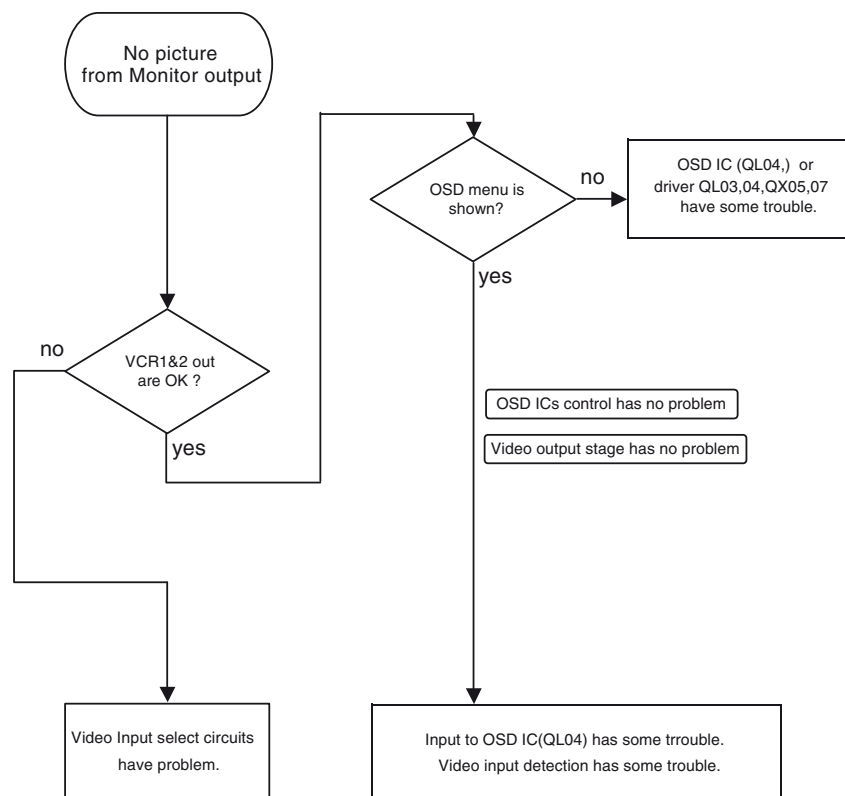 No picture
from Monitor output
OSD menu is
shown?
no
OSD IC (QL04,) or
driver QL03,04,QX05,07
have some trouble.
yes
no
VCR1&2 out
are OK ?
yes
OSD ICs control has no problem
Video output stage has no problem
Video Input select circuits
have problem.
Input to OSD IC(QL04) has some trrouble.
Video input detection has some trouble.